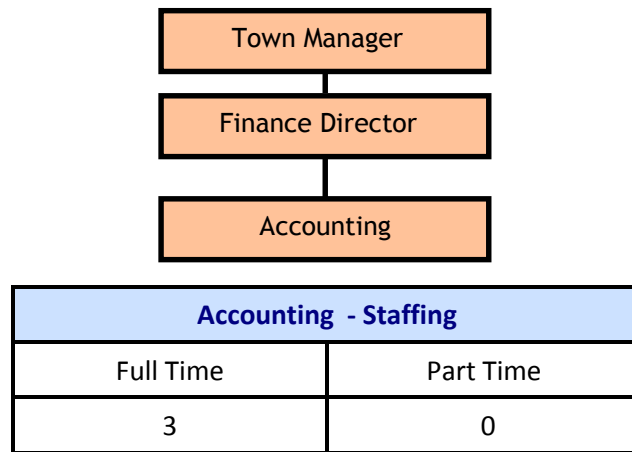 Town Manager
Finance Director
Accounting
Accounting - Staffing
Full Time Part Time
3 0